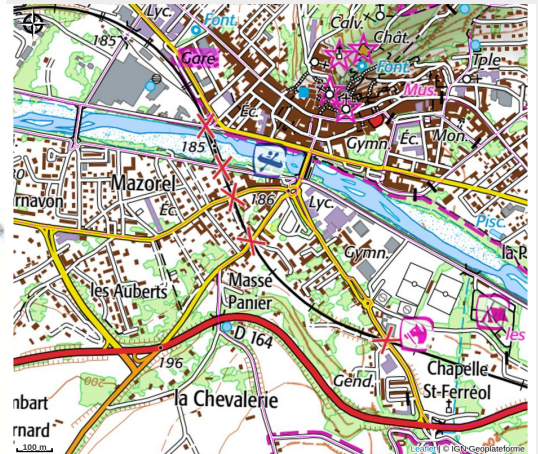 Lyc.
Font.
Calv.
Chât.
185
Gare
Font.
Tple
Mus
Éc.
Gymn.
Éc.
Mon.
185
Mazorel
rnavon
Éc.
186
Lyc.
Pisc.
Gymn.
la P
les Auberts
Masse
Panier
D 164
les
196
Gend.
Chapelle
St-Ferréol
200
mbart
la Chevalerie
rnard
100 m
Leaflet | © IGN-Geoplateforme